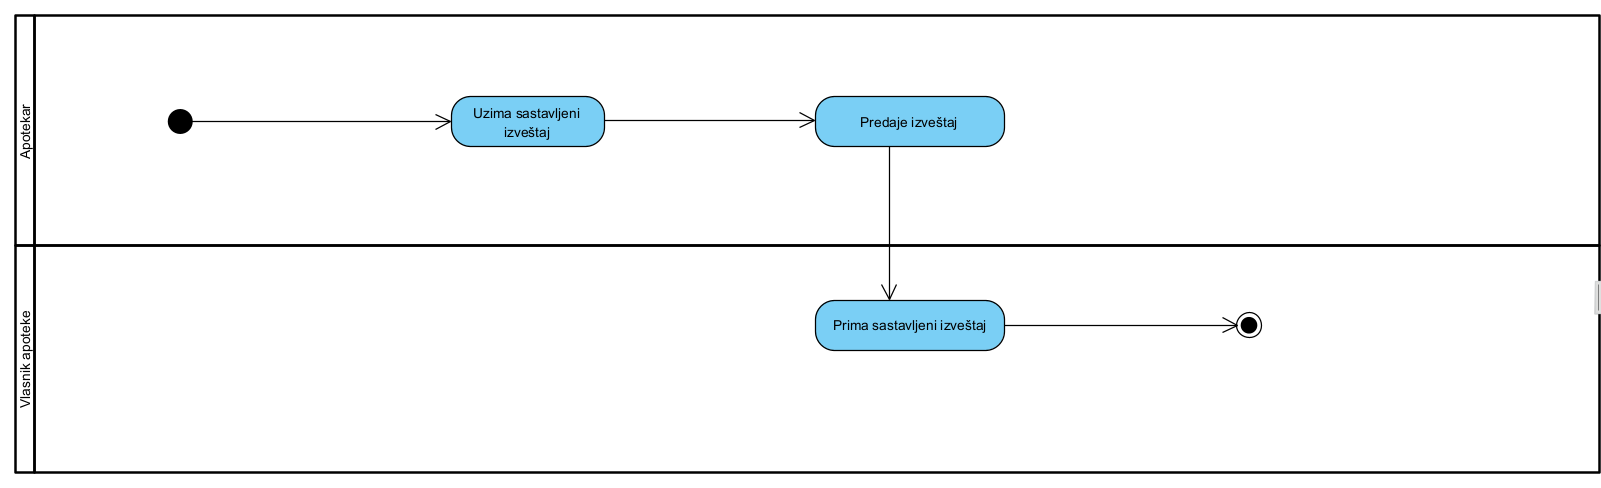 Apotekar
Uzima sastavljeni
izveštaj
Predaje izveštaj
Vlasnik apoteke
Prima sastavljeni izveštaj